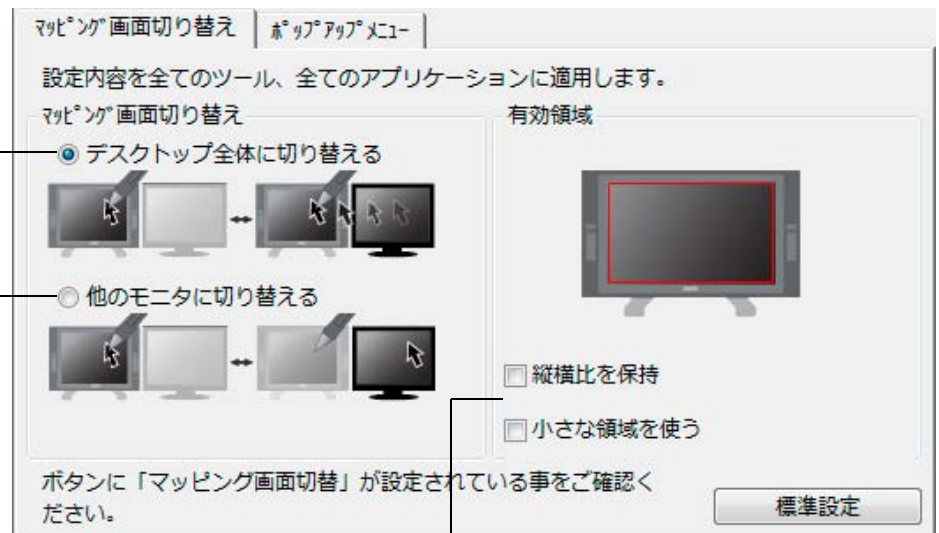 ﾏｯﾋﾟﾝｸﾞ画面切り替え
ﾎﾟｯﾌﾟｱｯﾌﾟﾒﾆｭｰ
設定内容を全てのツール、全てのアプリケーションに適用します。
ﾏｯﾋﾟﾝｸﾞ画面切り替え
デスクトップ全体に切り替える
他のモニタに切り替える
有効領域
縦横比を保持
小さな領域を使う
ボタンに「マッピング画面切替」が設定されている事をご確認く
ださい。
標準設定